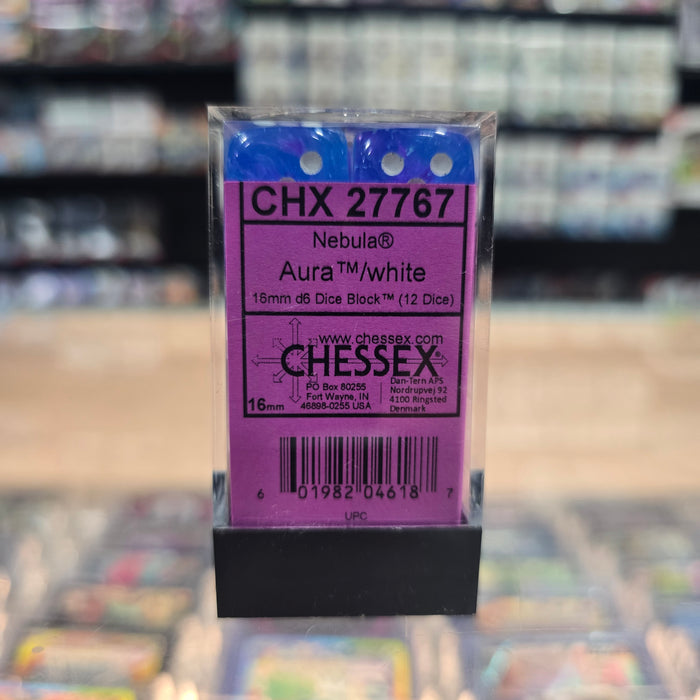 CHX 27767
Nebula®
Aura™/white
16mm d6 Dice Block™ (12 Dice)
www.chessex.com
CHESSEX®
PO Box 80255
Fort Wayne, IN
46898-0255 USA
Dan-Tern APS
Nordrupvej 92
4100 Ringsted
Denmark
16mm
6 01982 04618 7
UPC